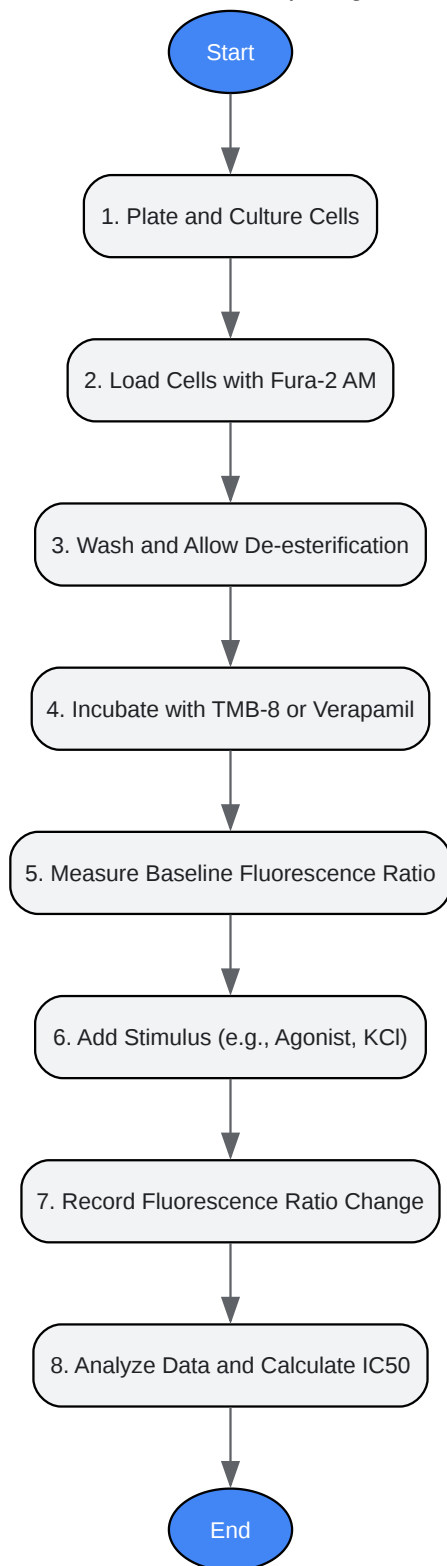 Start
1. Plate and Culture Cells
2. Load Cells with Fura-2 AM
3. Wash and Allow De-esterification
4. Incubate with TMB-8 or Verapamil
5. Measure Baseline Fluorescence Ratio
6. Add Stimulus (e.g., Agonist, KCl)
7. Record Fluorescence Ratio Change
8. Analyze Data and Calculate IC50
End